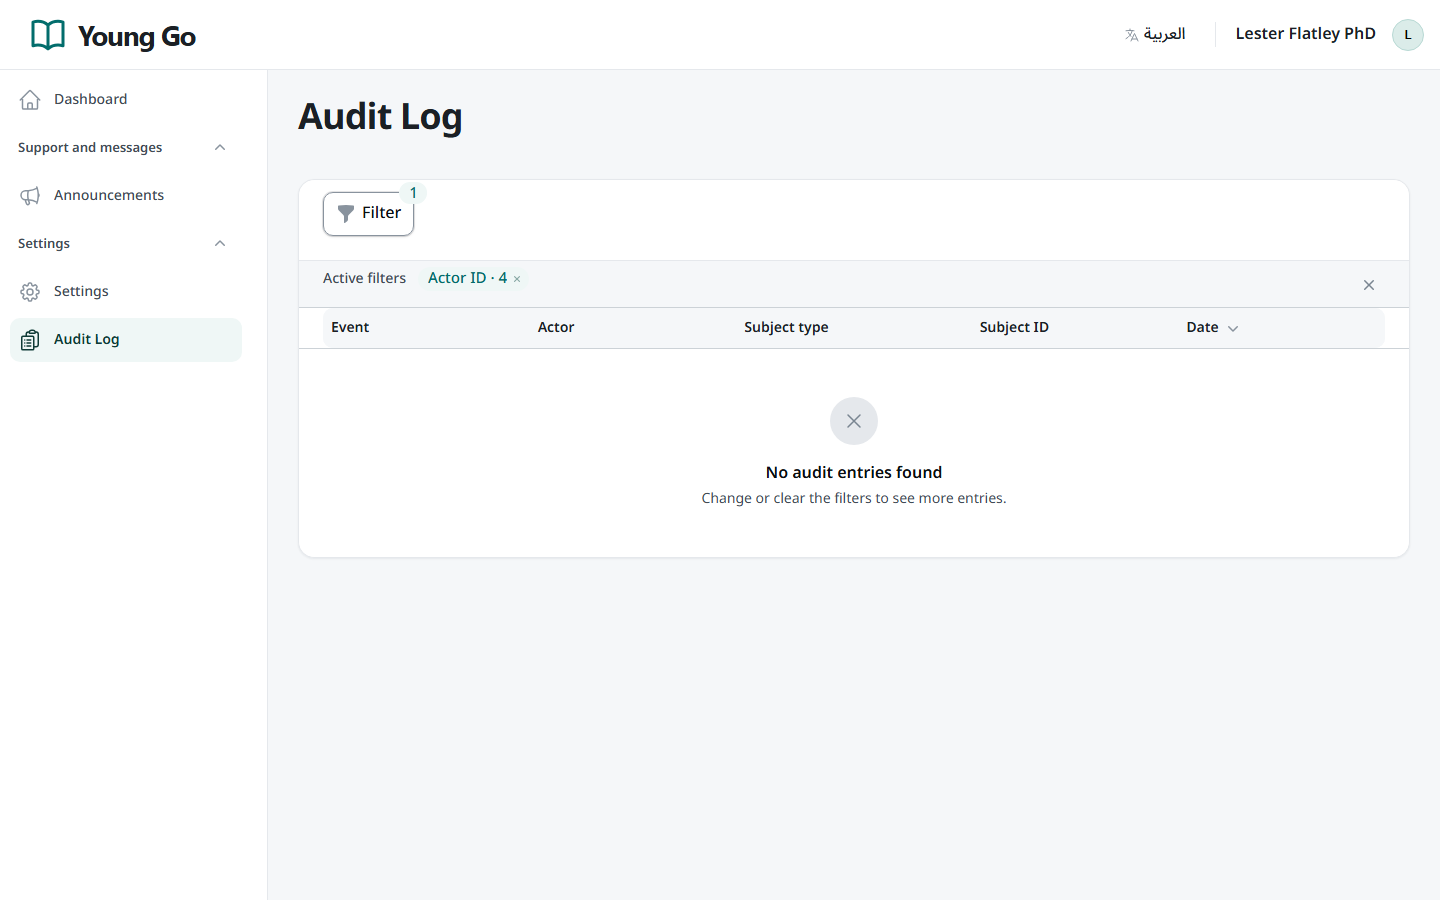 Young Go
العربية
Lester Flatley PhD
L
Dashboard
Support and messages
Announcements
Settings
Settings
Audit Log
Audit Log
Filter
1
Active filters
Actor ID · 4 ×
Event
Actor
Subject type
Subject ID
Date
No audit entries found
Change or clear the filters to see more entries.